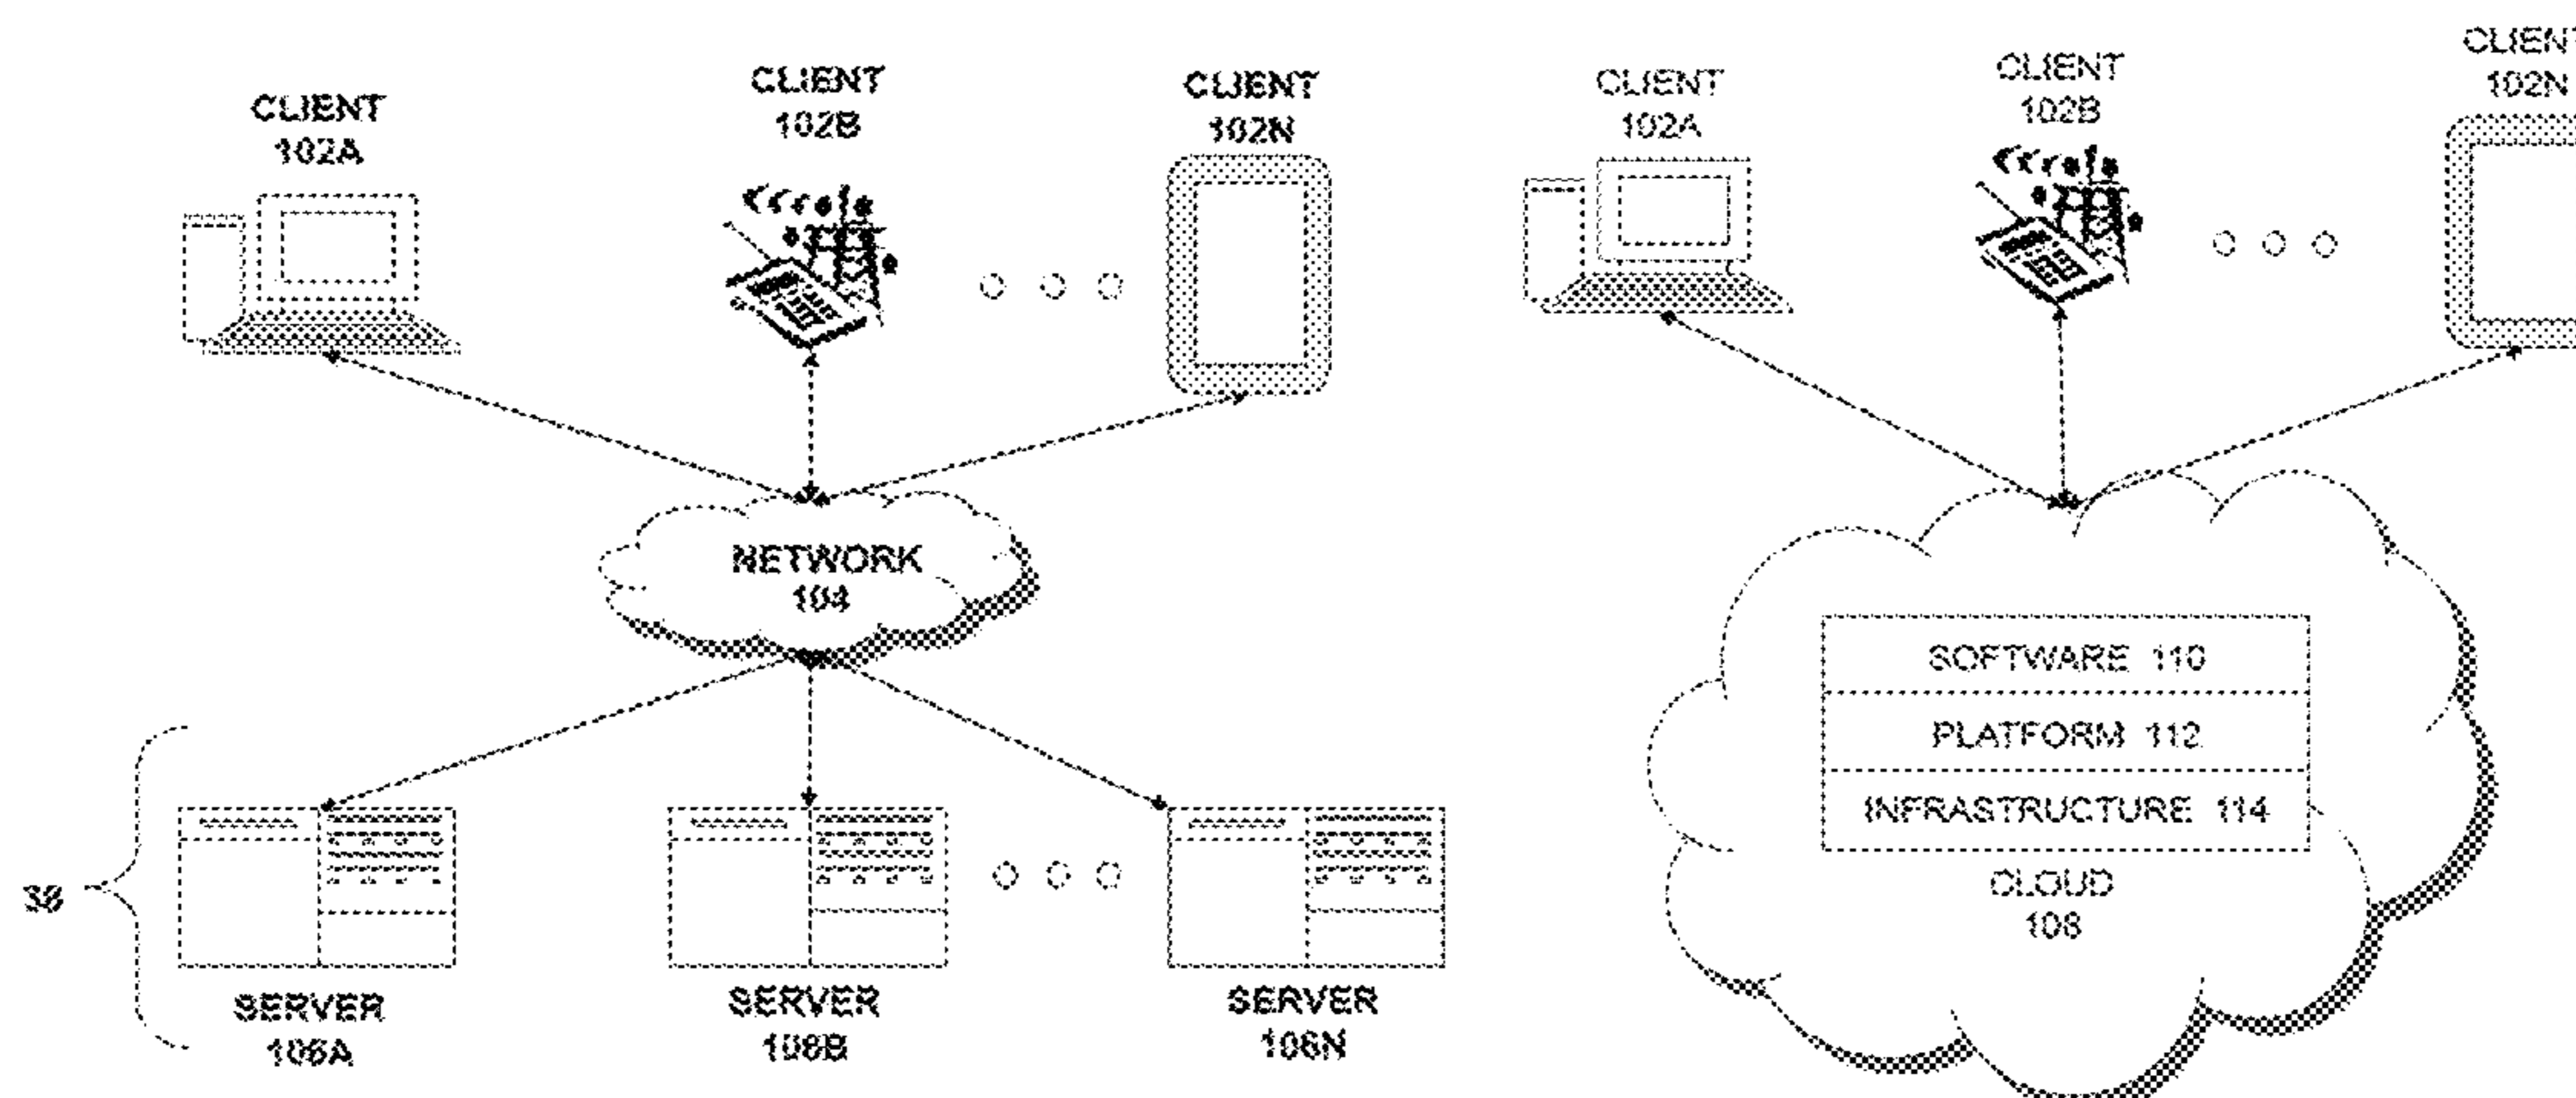 CLIENT
102A
CLIENT
102B
CLIENT
102N
NETWORK
104
38
SERVER
106A
SERVER
106B
SERVER
106N
CLIENT
102A
CLIENT
102B
CLIENT
102N
SOFTWARE 110
PLATFORM 112
INFRASTRUCTURE 114
CLOUD
108